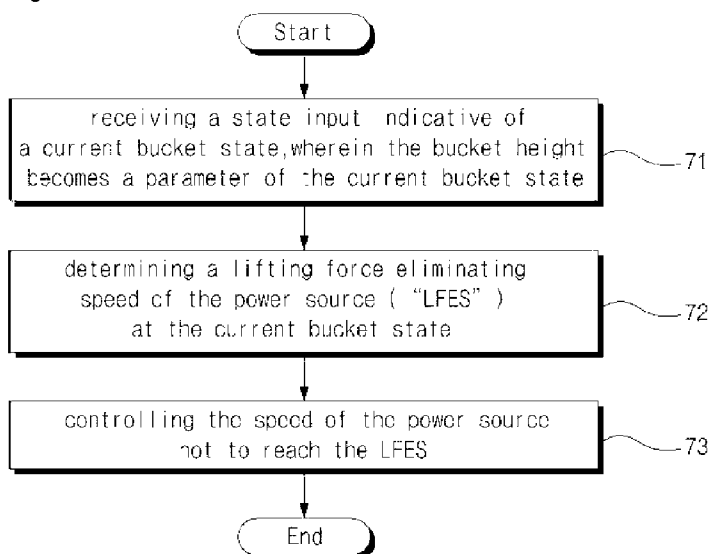 Start
receiving a state input indicative of
a current bucket state,wherein the bucket height
becomes a parameter of the current bucket state
71
determining a lifting force eliminating
speed of the power source ( “LFES” )
at the current bucket state
72
controlling the speed of the power source
not to reach the LFES
73
End